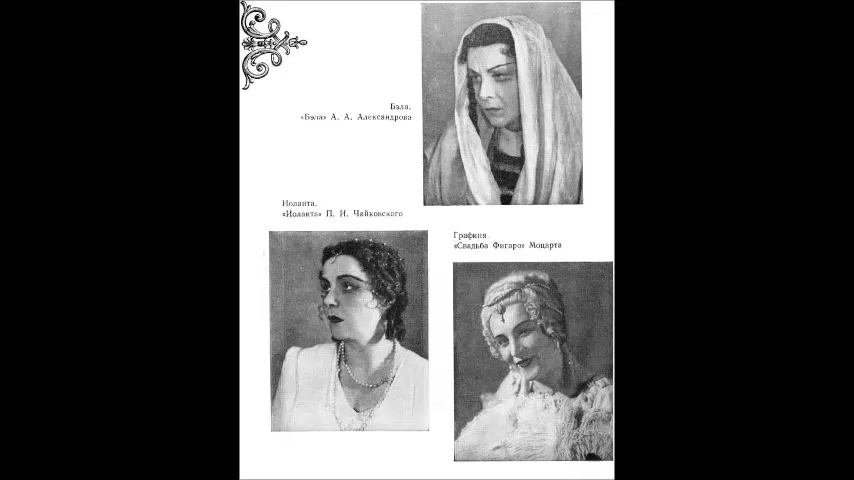 Бэла.
«Бэла» А. А. Александрова
Иоланта.
«Иоланта» П. И. Чайковского
Графиня.
«Свадьба Фигаро» Моцарта